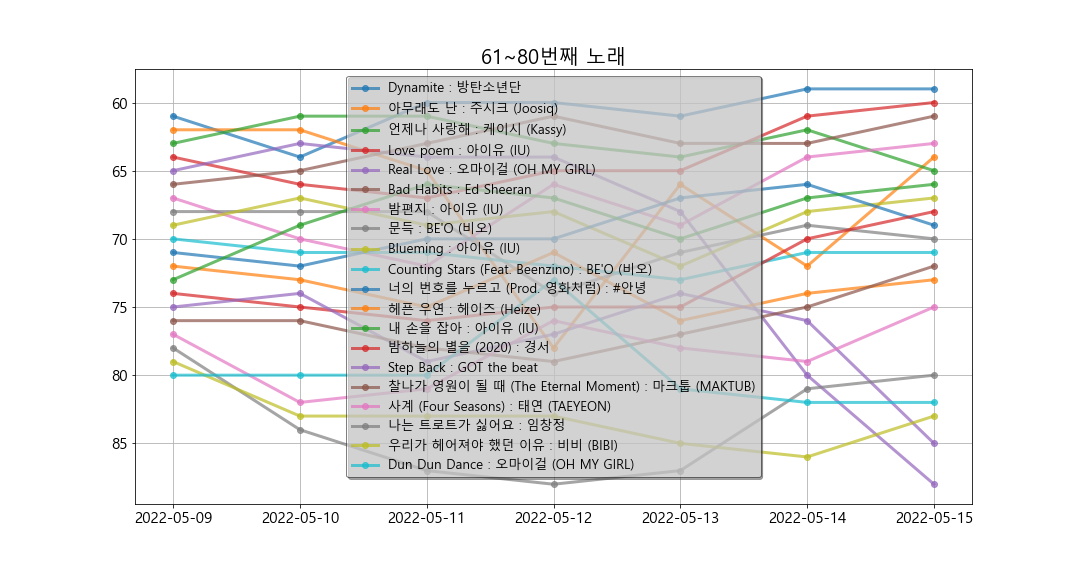 61~80번째 노래
Dynamite : 방탄소년단
아무래도 난 : 주시크 (Joosiq)
언제나 사랑해 : 케이시 (Kassy)
Love poem : 아이유 (IU)
Real Love : 오마이걸 (OH MY GIRL)
Bad Habits : Ed Sheeran
밤편지 : 아이유 (IU)
문득 : BE'O (비오)
Blueming : 아이유 (IU)
Counting Stars (Feat. Beenzino) : BE'O (비오)
너의 번호를 누르고 (Prod. 영화처럼) : #안녕
헤픈 우연 : 헤이즈 (Heize)
내 손을 잡아 : 아이유 (IU)
밤하늘의 별을 (2020) : 경서
Step Back : GOT the beat
찰나가 영원이 될 때 (The Eternal Moment) : 마크툽 (MAKTUB)
사계 (Four Seasons) : 태연 (TAEYEON)
나는 트로트가 싫어요 : 임창정
우리가 헤어져야 했던 이유 : 비비 (BIBI)
Dun Dun Dance : 오마이걸 (OH MY GIRL)
60
65
70
75
80
85
2022-05-09 2022-05-10 2022-05-11 2022-05-12 2022-05-13 2022-05-14 2022-05-15